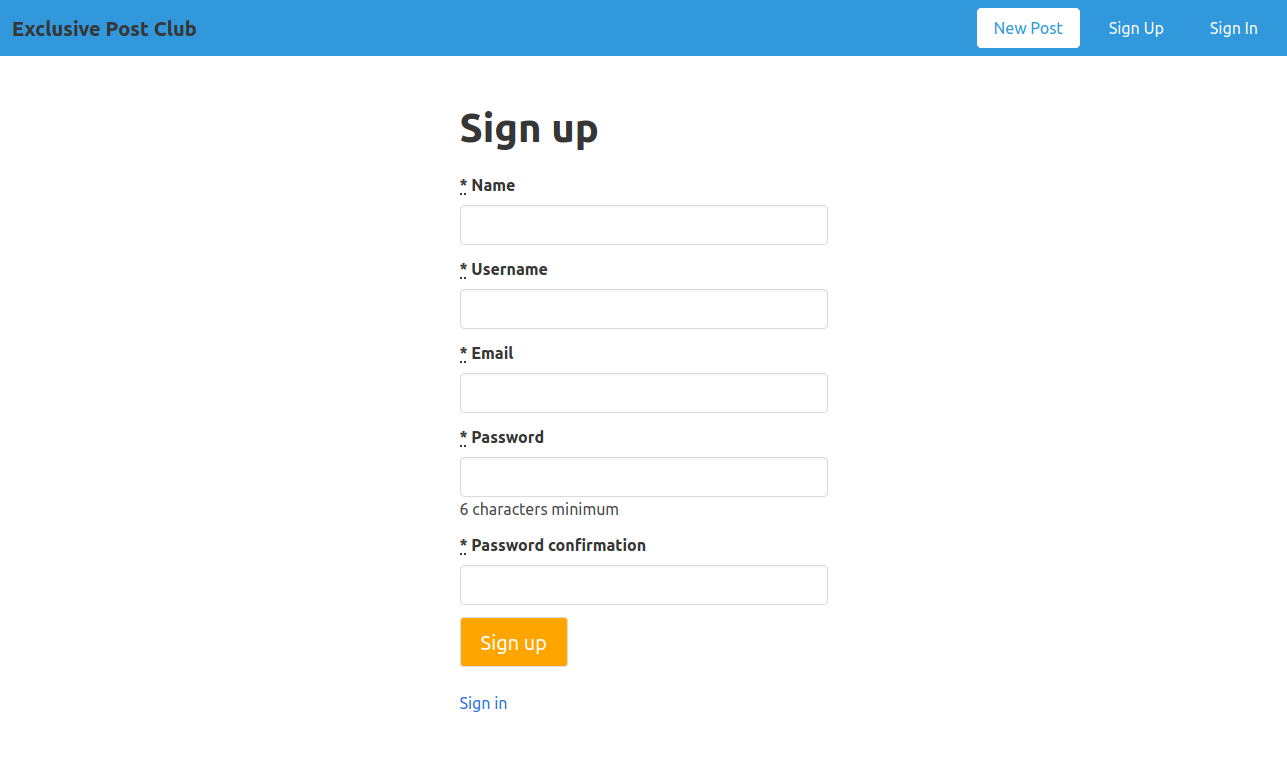 Exclusive Post Club
New Post
Sign Up
Sign In
Sign up
* Name
* Username
* Email
* Password
6 characters minimum
* Password confirmation
Sign up
Sign in